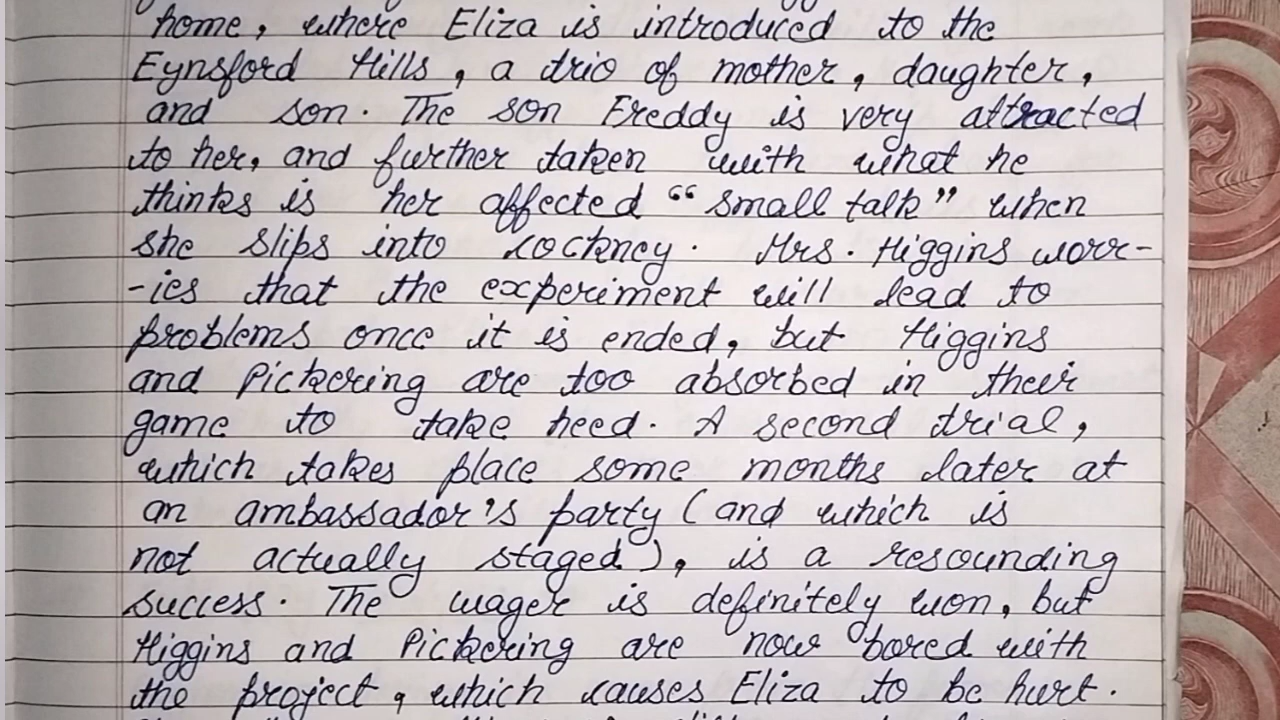 home, where Eliza is introduced to the
Eynsford Hills, a trio of mother, daughter,
and son. The son Freddy is very attracted
to her, and further taken with what he
thinks is her affected "small talk" when
she slips into cockney. Mrs. Higgins worr-
-ies that the experiment will lead to
problems once it is ended, but Higgins
and Pickering are too absorbed in their
game to take heed. A second trial,
which takes place some months later at
an ambassador's party (and which is
not actually staged), is a resounding
success. The wager is definitely won, but
Higgins and Pickering are now bored with
the project, which causes Eliza to be hurt.